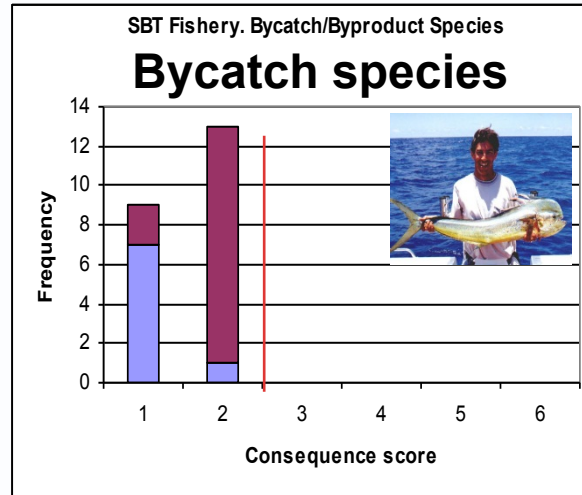 SBT Fishery. Bycatch/Byproduct Species
Bycatch species
14
12
10
8
6
4
2
0
Frequency
1 2 3 4 5 6
Consequence score